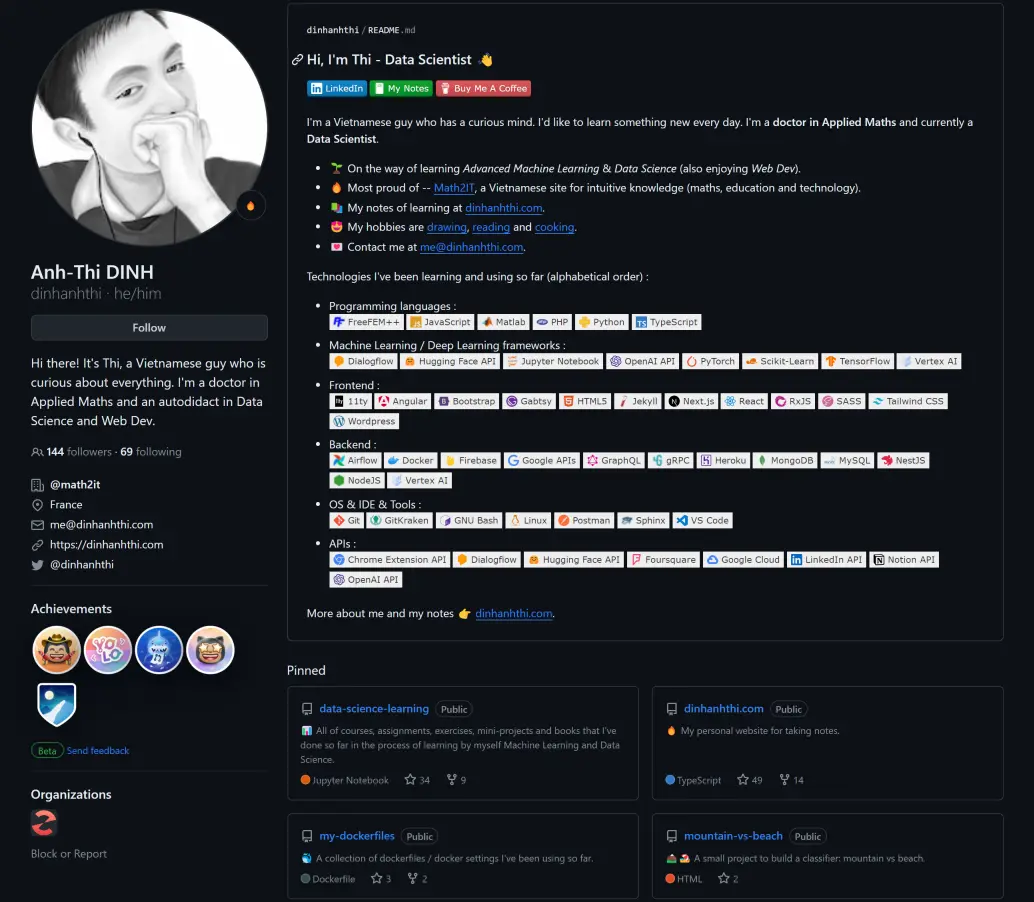 Anh-Thi DINH
dinhanhthi · he/him
Follow
Hi there! It's Thi, a Vietnamese guy who is
curious about everything. I'm a doctor in
Applied Maths and an autodidact in Data
Science and Web Dev.
144 followers · 69 following
@math2it
France
me@dinhanhthi.com
https://dinhanhthi.com
@dinhanhthi
Achievements
YOLO
Beta Send feedback
Organizations
Block or Report
dinhanhthi/README.md
Hi, I'm Thi - Data Scientist 👋
LinkedIn My Notes Buy Me A Coffee
I'm a Vietnamese guy who has a curious mind. I'd like to learn something new every day. I'm a doctor in Applied Maths and currently a
Data Scientist.
• 🌱 On the way of learning Advanced Machine Learning & Data Science (also enjoying Web Dev).
• 🔥 Most proud of -- Math2IT, a Vietnamese site for intuitive knowledge (maths, education and technology).
• 📚 My notes of learning at dinhanhthi.com.
• 😍 My hobbies are drawing, reading and cooking.
• 💌 Contact me at me@dinhanhthi.com.
Technologies I've been learning and using so far (alphabetical order) :
• Programming languages :
FreeFEM++ JavaScript Matlab PHP Python TypeScript
• Machine Learning / Deep Learning frameworks :
Dialogflow Hugging Face API Jupyter Notebook OpenAI API PyTorch Scikit-Learn TensorFlow Vertex AI
• Frontend :
11ty Angular Bootstrap Gabtsy HTML5 Jekyll Next.js React RxJS SASS Tailwind CSS
Wordpress
• Backend :
Airflow Docker Firebase Google APIs GraphQL gRPC Heroku MongoDB MySQL NestJS
NodeJS Vertex AI
• OS & IDE & Tools :
Git GitKraken GNU Bash Linux Postman Sphinx VS Code
• APIs :
Chrome Extension API Dialogflow Hugging Face API Foursquare Google Cloud LinkedIn API Notion API
OpenAI API
More about me and my notes 👉 dinhanhthi.com.
Pinned
data-science-learning Public
📊 All of courses, assignments, exercises, mini-projects and books that I've
done so far in the process of learning by myself Machine Learning and Data
Science.
Jupyter Notebook 34 9
dinhanhthi.com Public
🔥 My personal website for taking notes.
TypeScript 49 14
my-dockerfiles Public
🐳 A collection of dockerfiles / docker settings I've been using so far.
Dockerfile 3 2
mountain-vs-beach Public
🌄 🏖 A small project to build a classifier: mountain vs beach.
HTML 2